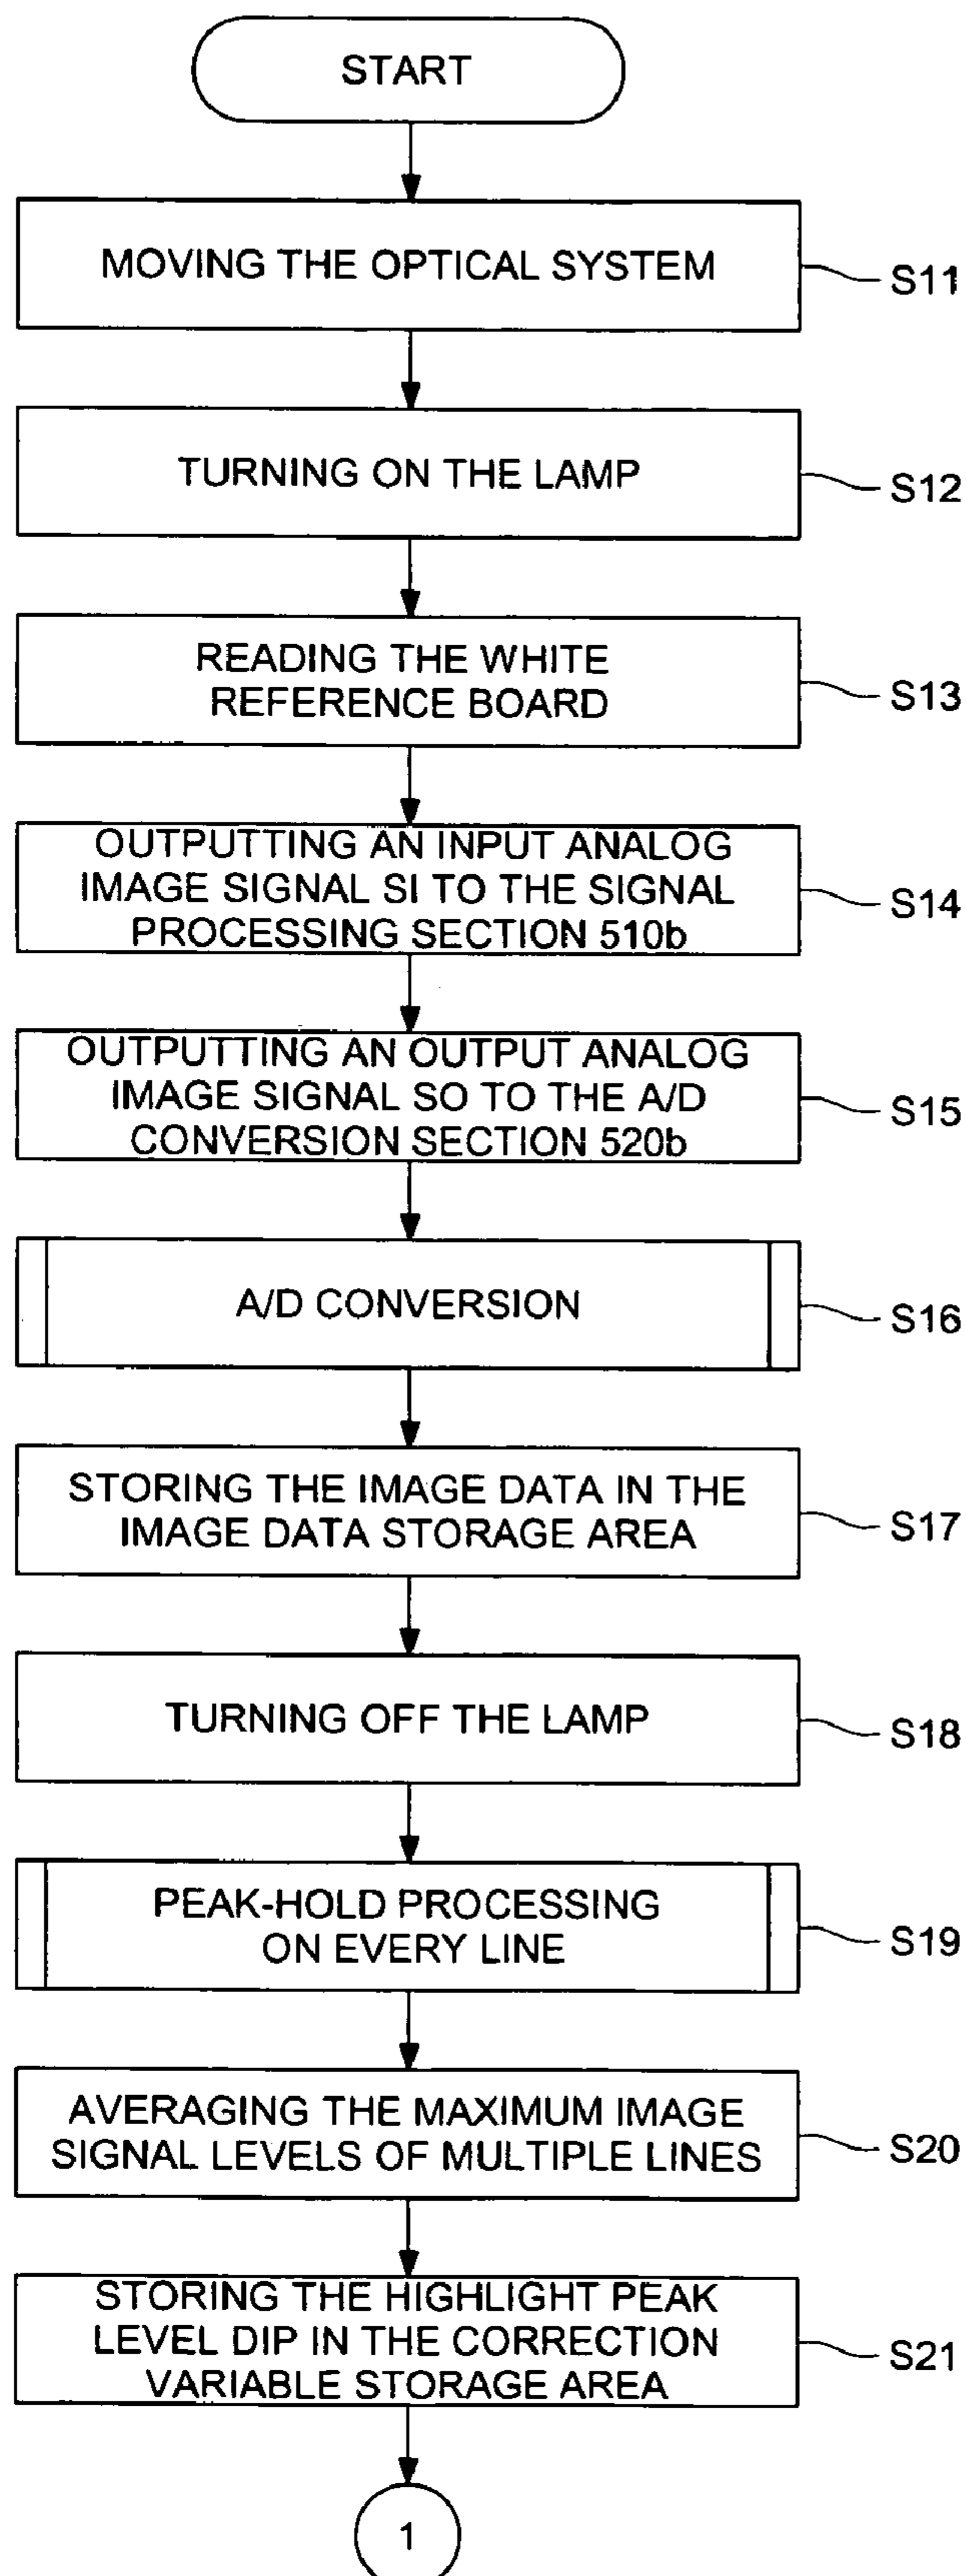 START
MOVING THE OPTICAL SYSTEM
S11
TURNING ON THE LAMP
S12
READING THE WHITE
REFERENCE BOARD
S13
OUTPUTTING AN INPUT ANALOG
IMAGE SIGNAL SI TO THE SIGNAL
PROCESSING SECTION 510b
S14
OUTPUTTING AN OUTPUT ANALOG
IMAGE SIGNAL SO TO THE A/D
CONVERSION SECTION 520b
S15
A/D CONVERSION
S16
STORING THE IMAGE DATA IN THE
IMAGE DATA STORAGE AREA
S17
TURNING OFF THE LAMP
S18
PEAK-HOLD PROCESSING
ON EVERY LINE
S19
AVERAGING THE MAXIMUM IMAGE
SIGNAL LEVELS OF MULTIPLE LINES
S20
STORING THE HIGHLIGHT PEAK
LEVEL DIP IN THE CORRECTION
VARIABLE STORAGE AREA
S21
1